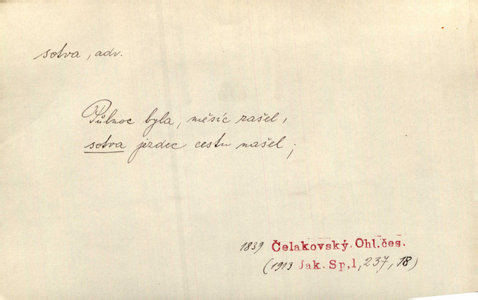 sotva, adv.
Půlnoc byla, měsíc zašel,
sotva jezdec cestu našel;
1839 Čelakovský. Ohl.čes.
(1913 Jak. Sp.1, 237, 18)